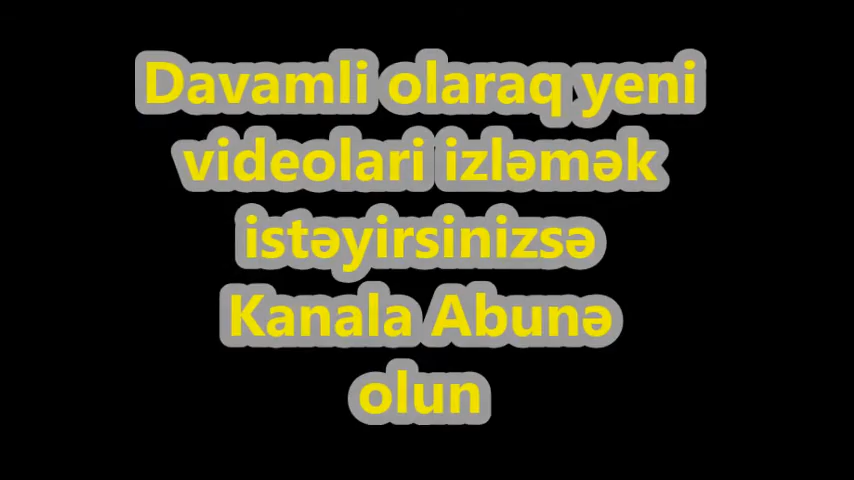 Davamli olaraq yeni
videolari izləmək
istəyirsinizsə
Kanala Abunə
olun